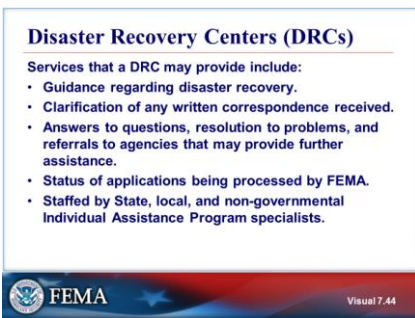 Disaster Recovery Centers (DRCs)
Services that a DRC may provide include:
• Guidance regarding disaster recovery.
• Clarification of any written correspondence received.
• Answers to questions, resolution to problems, and
referrals to agencies that may provide further
assistance.
• Status of applications being processed by FEMA.
• Staffed by State, local, and non-governmental
Individual Assistance Program specialists.
FEMA
Visual 7.44